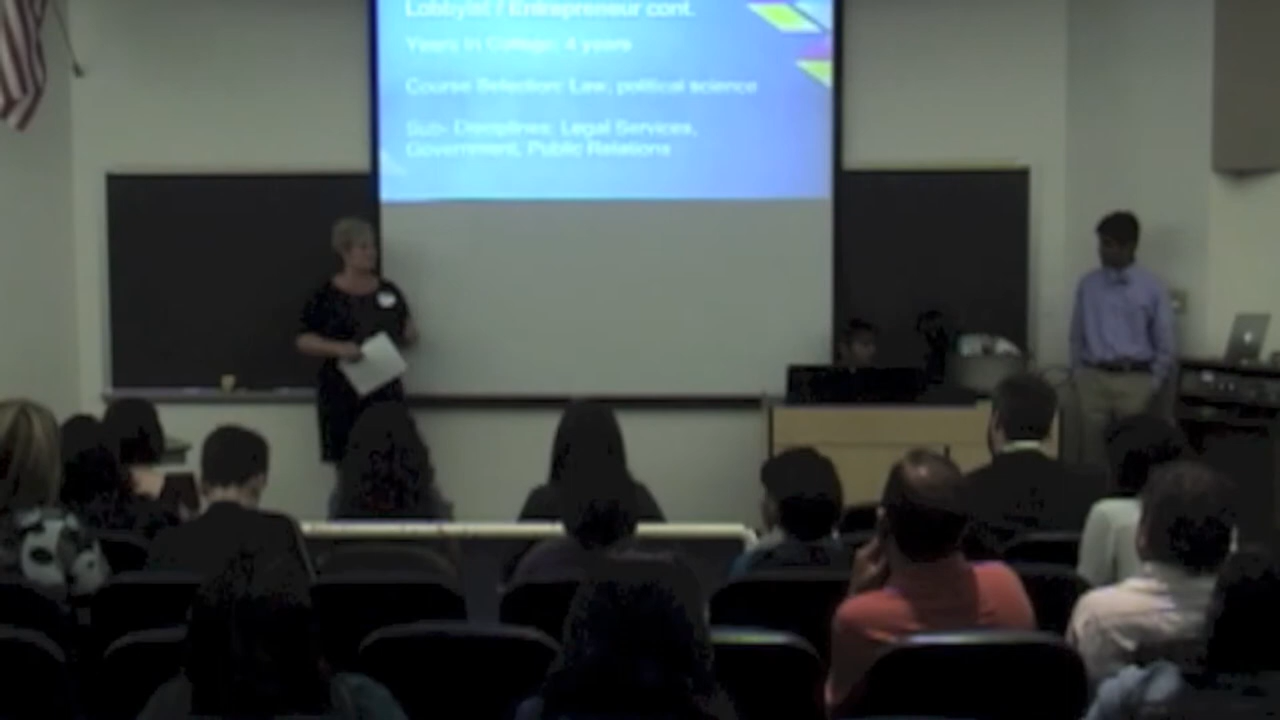 Lobbyist / Entrepreneur cont.
Years in College: 4 years
Course Selection: Law, political science
Sub- Disciplines: Legal Services,
Government, Public Relations